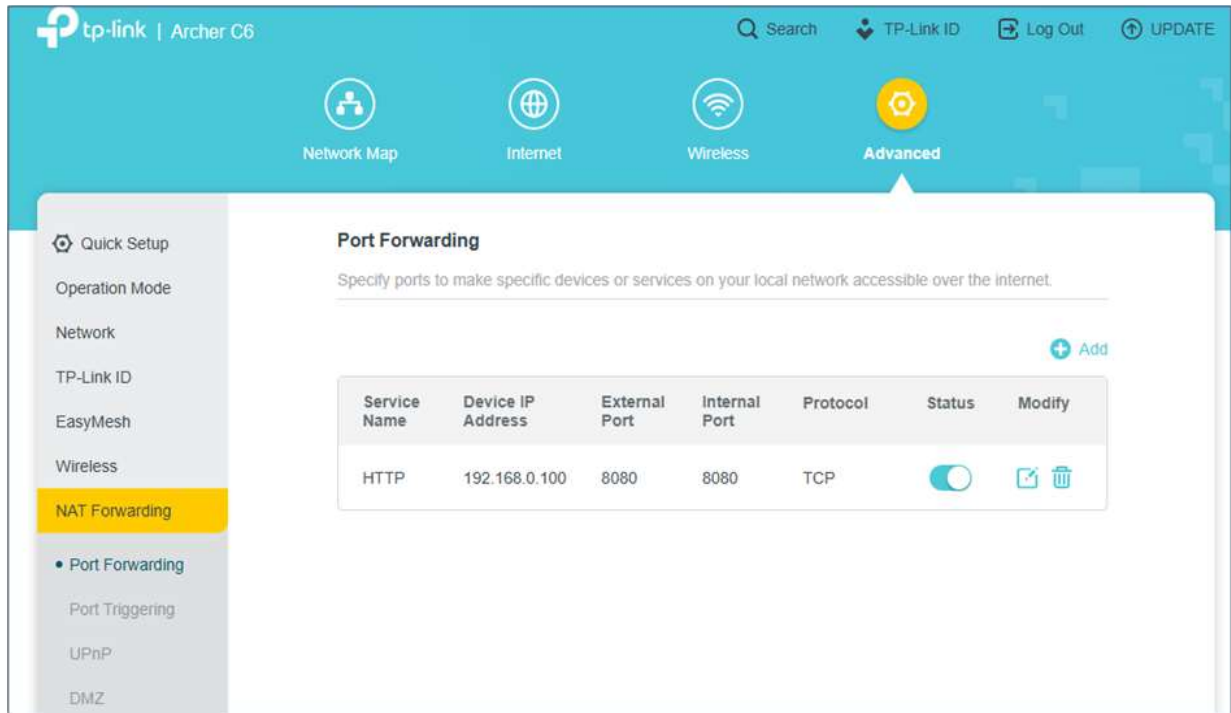 tp-link | Archer C6
Search TP-Link ID Log Out UPDATE
Network Map Internet Wireless Advanced
Quick Setup
Operation Mode
Network
TP-Link ID
EasyMesh
Wireless
NAT Forwarding
• Port Forwarding
Port Triggering
UPnP
DMZ
Port Forwarding
Specify ports to make specific devices or services on your local network accessible over the internet.
Add
Service Name Device IP Address External Port Internal Port Protocol Status Modify
HTTP 192.168.0.100 8080 8080 TCP